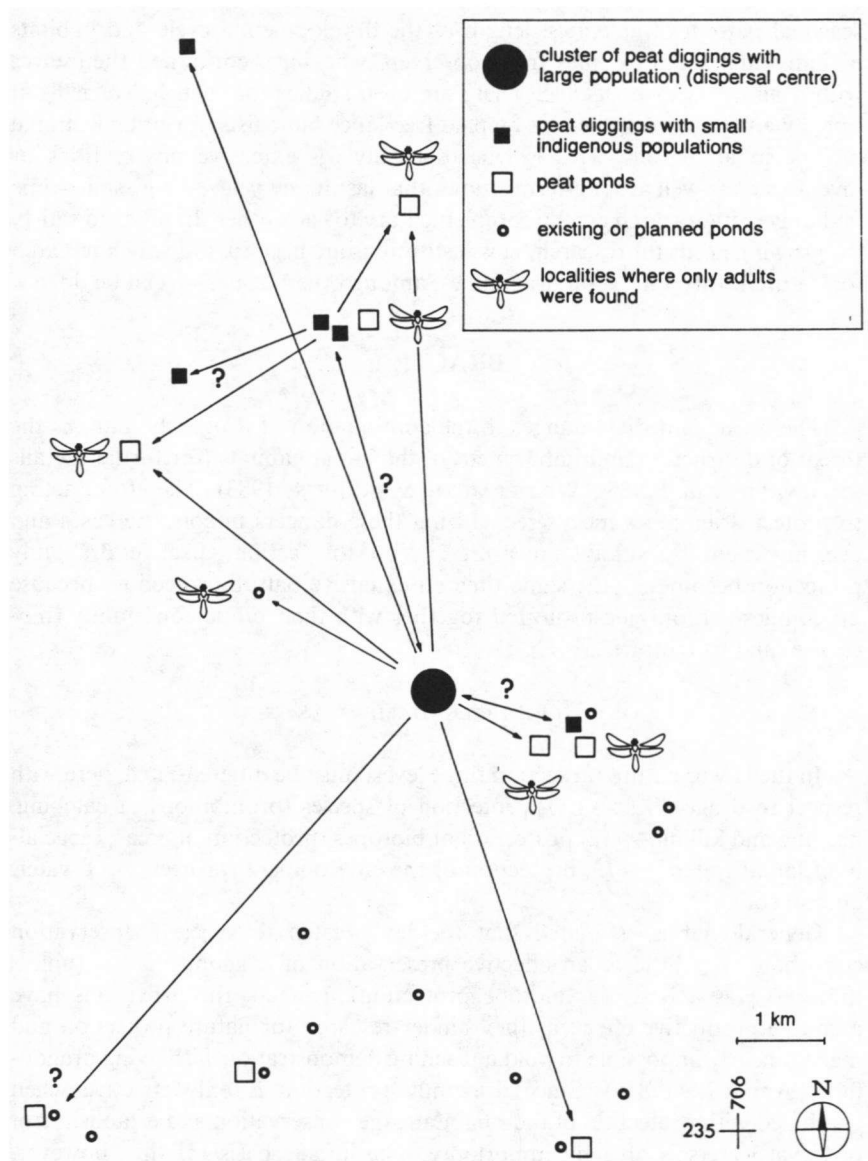 cluster of peat diggings with
large population (dispersal centre)
peat diggings with small
indigenous populations
peat ponds
existing or planned ponds
localities where only adults
were found
?
?
?
?
1 km
706
235
N